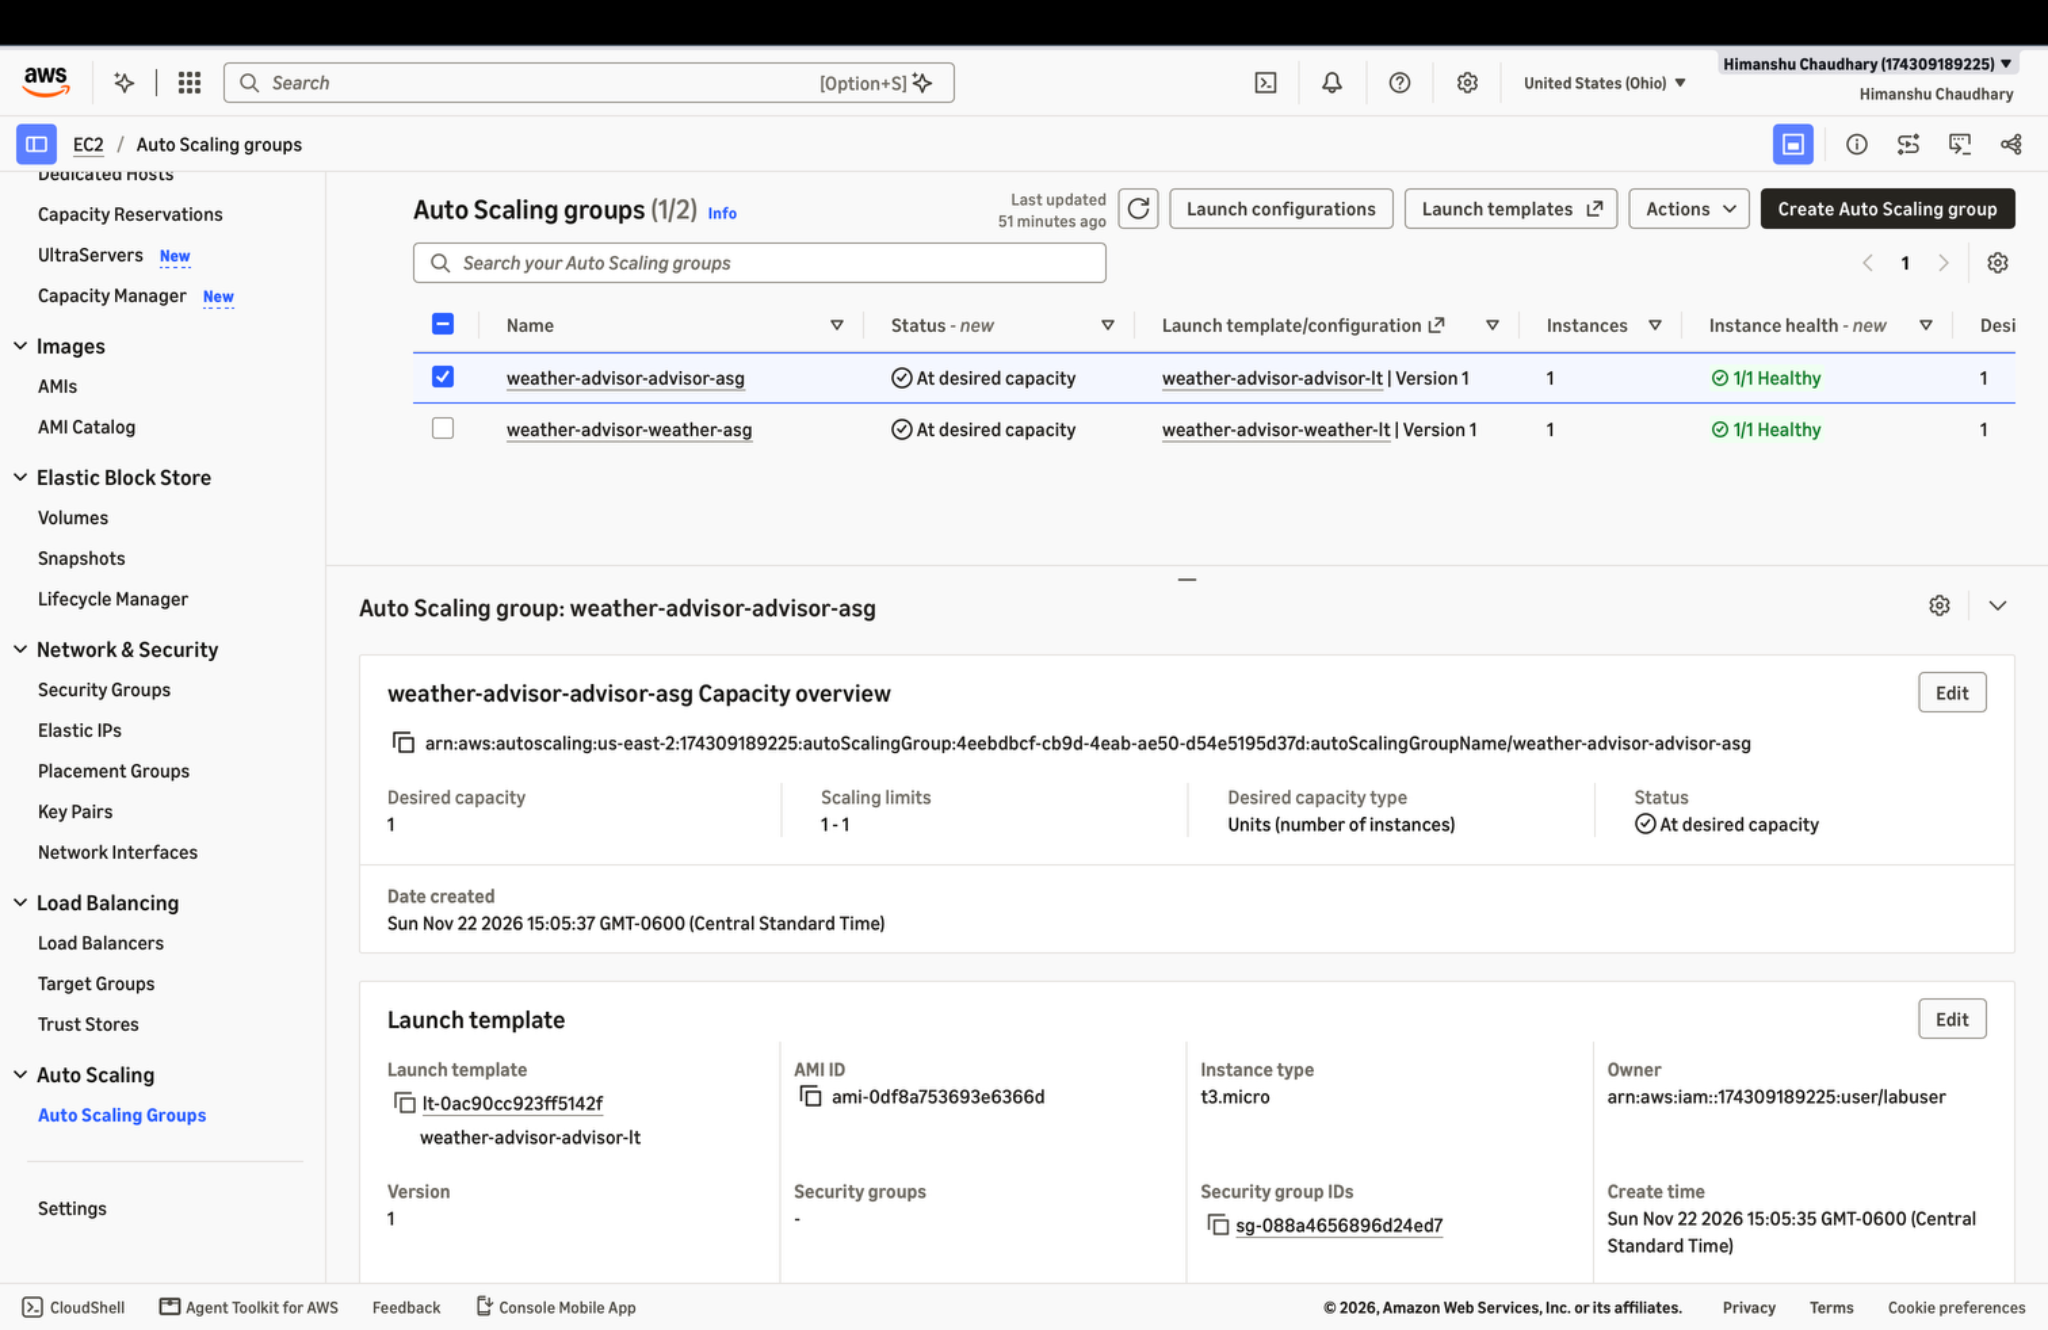 aws
Search [Option+S]
United States (Ohio)
Himanshu Chaudhary (174309189225)
Himanshu Chaudhary
EC2 / Auto Scaling groups
Dedicated Hosts
Capacity Reservations
UltraServers New
Capacity Manager New
Images
AMIs
AMI Catalog
Elastic Block Store
Volumes
Snapshots
Lifecycle Manager
Network & Security
Security Groups
Elastic IPs
Placement Groups
Key Pairs
Network Interfaces
Load Balancing
Load Balancers
Target Groups
Trust Stores
Auto Scaling
Auto Scaling Groups
Settings
Auto Scaling groups (1/2) Info
Last updated
51 minutes ago
Launch configurations
Launch templates
Actions
Create Auto Scaling group
Search your Auto Scaling groups
1
Name Status - new Launch template/configuration Instances Instance health - new Desi
weather-advisor-advisor-asg At desired capacity weather-advisor-advisor-lt | Version 1 1 1/1 Healthy 1
weather-advisor-weather-asg At desired capacity weather-advisor-weather-lt | Version 1 1 1/1 Healthy 1
Auto Scaling group: weather-advisor-advisor-asg
weather-advisor-advisor-asg Capacity overview
Edit
arn:aws:autoscaling:us-east-2:174309189225:autoScalingGroup:4eebdbcf-cb9d-4eab-ae50-d54e5195d37d:autoScalingGroupName/weather-advisor-advisor-asg
Desired capacity
1
Scaling limits
1 - 1
Desired capacity type
Units (number of instances)
Status
At desired capacity
Date created
Sun Nov 22 2026 15:05:37 GMT-0600 (Central Standard Time)
Launch template
Edit
Launch template
lt-0ac90cc923ff5142f
weather-advisor-advisor-lt
AMI ID
ami-0df8a753693e6366d
Instance type
t3.micro
Owner
arn:aws:iam::174309189225:user/labuser
Version
1
Security groups
-
Security group IDs
sg-088a4656896d24ed7
Create time
Sun Nov 22 2026 15:05:35 GMT-0600 (Central
Standard Time)
CloudShell Agent Toolkit for AWS Feedback Console Mobile App © 2026, Amazon Web Services, Inc. or its affiliates. Privacy Terms Cookie preferences